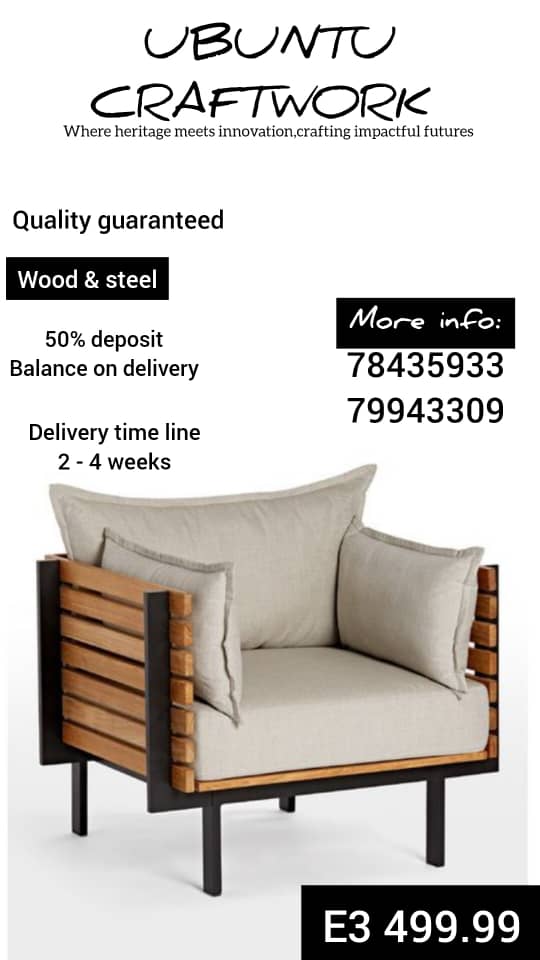 UBUNTU
CRAFTWORK
Where heritage meets innovation,crafting impactful futures
Quality guaranteed
Wood & steel
50% deposit
Balance on delivery
More info:
78435933
79943309
Delivery time line
2 - 4 weeks
E3 499.99